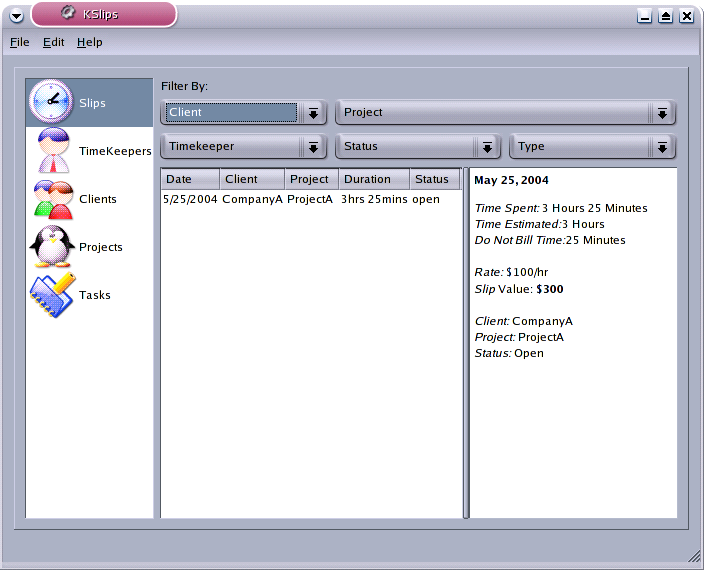 KSlips
File Edit Help
Filter By:
Slips
Client Project
TimeKeepers
Timekeeper Status Type
Clients
Projects
Tasks
Date Client Project Duration Status
5/25/2004 CompanyA ProjectA 3hrs 25mins open
May 25, 2004
Time Spent: 3 Hours 25 Minutes
Time Estimated:3 Hours
Do Not Bill Time:25 Minutes
Rate: $100/hr
Slip Value: $300
Client: CompanyA
Project: ProjectA
Status: Open